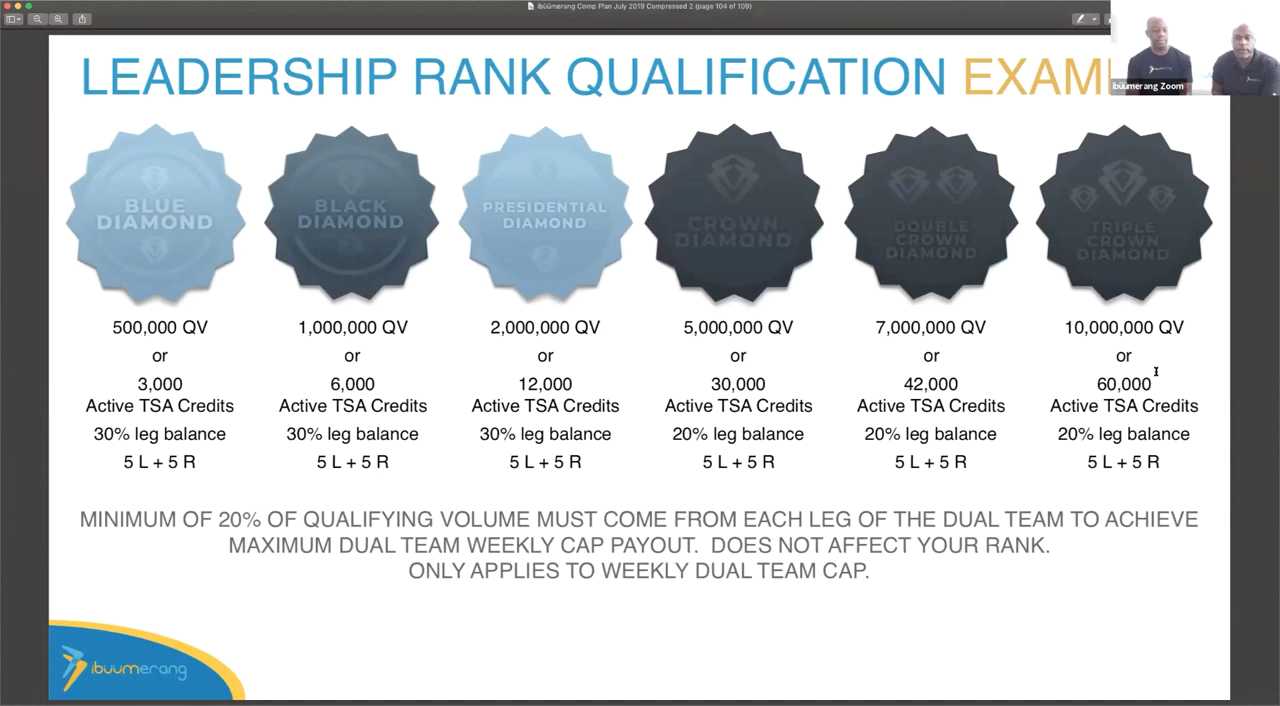 ibüümerang Comp Plan July 2019 Compressed 2 (page 104 of 109)
Ibüümerang Zoom
LEADERSHIP RANK QUALIFICATION EXAM
BLUE
DIAMOND
BLACK
DIAMOND
PRESIDENTIAL
DIAMOND
CROWN
DIAMOND
DOUBLE
CROWN
DIAMOND
TRIPLE
CROWN
DIAMOND
500,000 QV
or
3,000
Active TSA Credits
30% leg balance
5 L + 5 R
1,000,000 QV
or
6,000
Active TSA Credits
30% leg balance
5 L + 5 R
2,000,000 QV
or
12,000
Active TSA Credits
30% leg balance
5 L + 5 R
5,000,000 QV
or
30,000
Active TSA Credits
20% leg balance
5 L + 5 R
7,000,000 QV
or
42,000
Active TSA Credits
20% leg balance
5 L + 5 R
10,000,000 QV
or
60,000
Active TSA Credits
20% leg balance
5 L + 5 R
MINIMUM OF 20% OF QUALIFYING VOLUME MUST COME FROM EACH LEG OF THE DUAL TEAM TO ACHIEVE
MAXIMUM DUAL TEAM WEEKLY CAP PAYOUT. DOES NOT AFFECT YOUR RANK.
ONLY APPLIES TO WEEKLY DUAL TEAM CAP.
ibuumerang